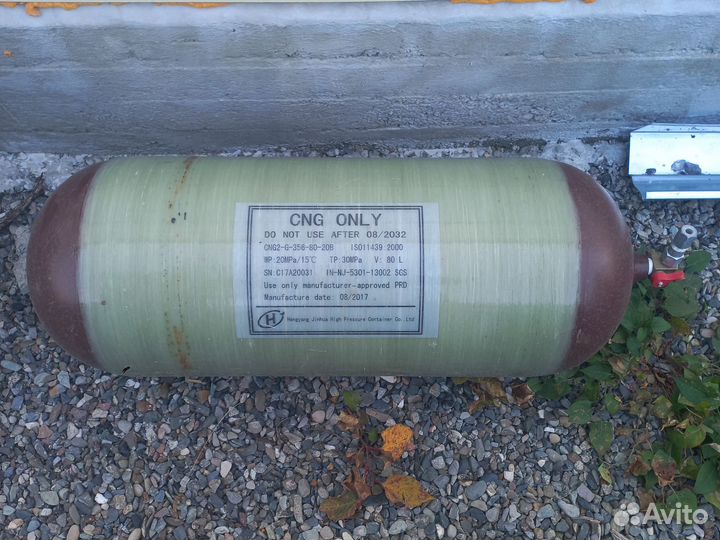 CNG ONLY
DO NOT USE AFTER 08/2032
CNG2-G-356-80-20B ISO11439 2000
WP:20MPa/15℃ TP:30MPa V: 80 L
SN:C17A20031 IN-NJ-5301-13002 SGS
Use only manufacturer-approved PRD
Manufacture date: 08/2017
H
Hengyang Jinhua High Pressure Container Co.,Ltd
Avito